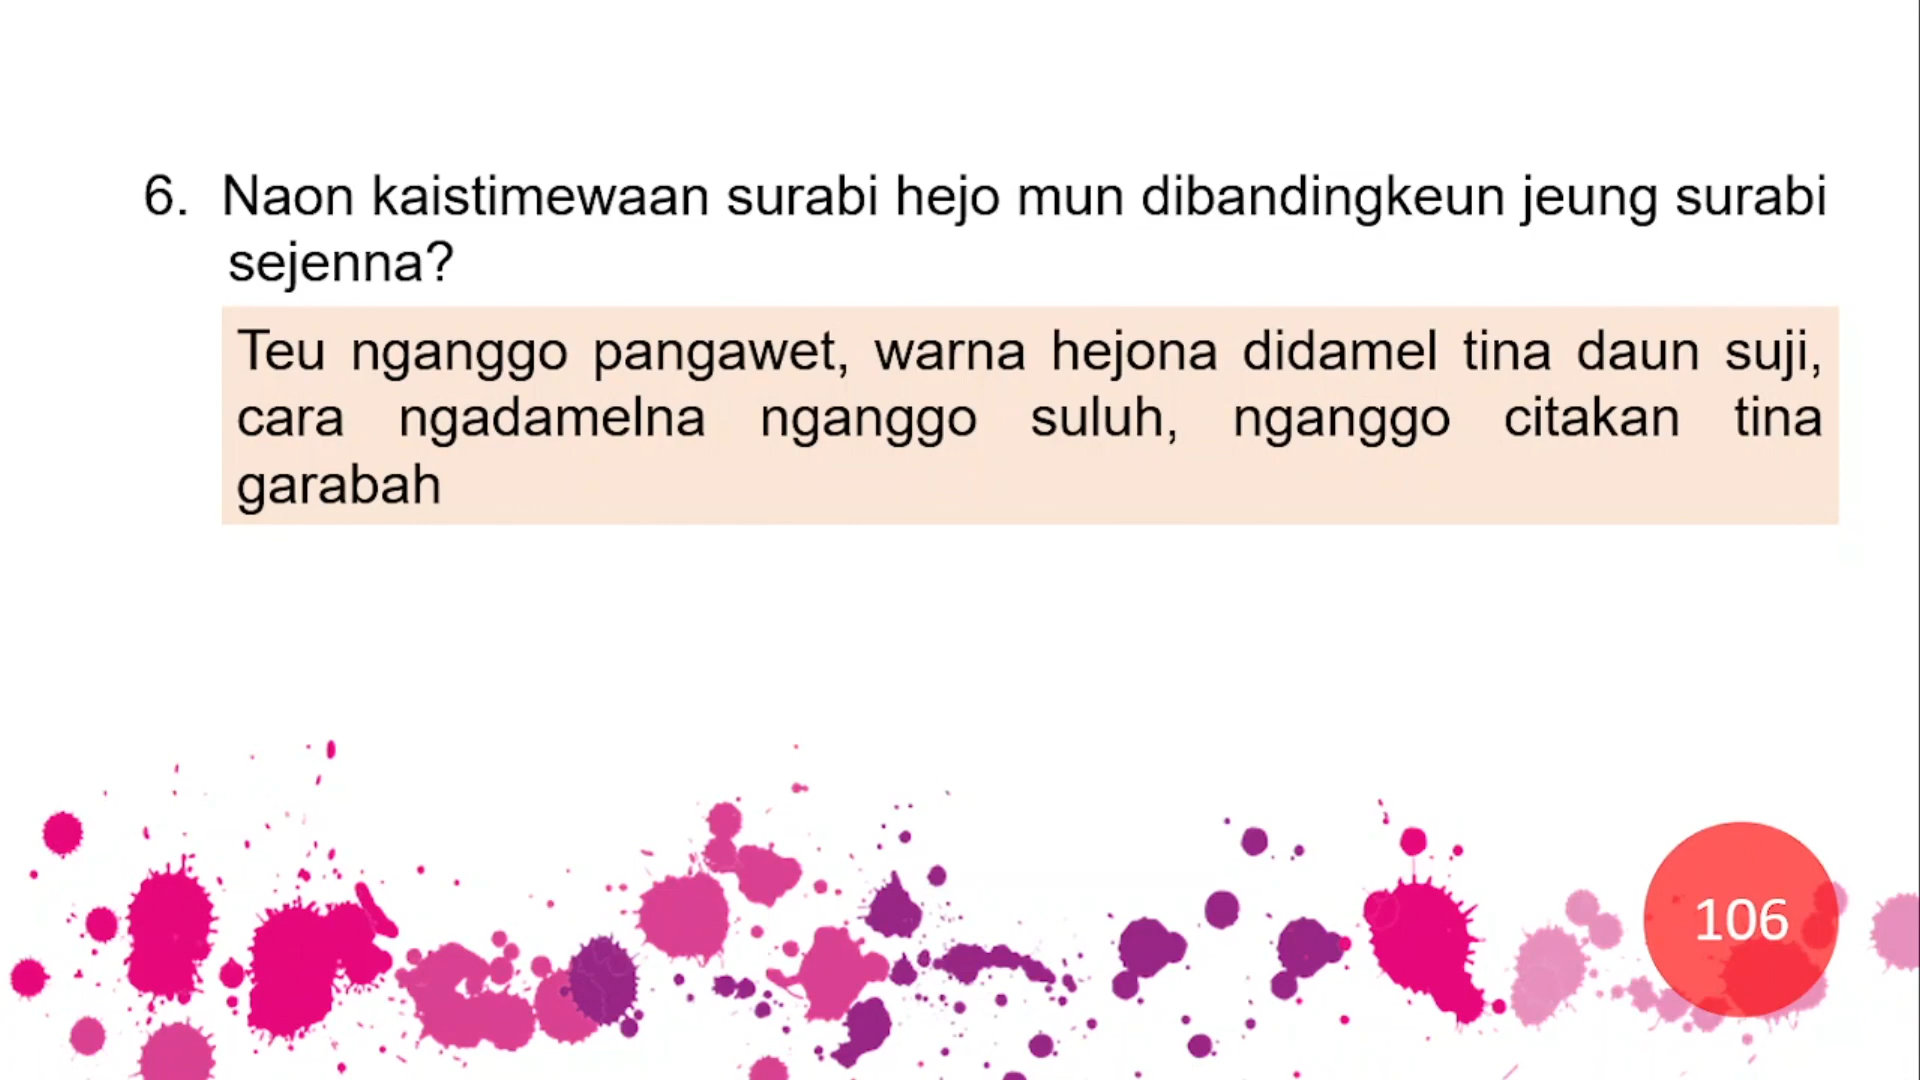 6. Naon kaistimewaan surabi hejo mun dibandingkeun jeung surabi
sejenna?
Teu nganggo pangawet, warna hejona didamel tina daun suji,
cara ngadamelna nganggo suluh, nganggo citakan tina
garabah
106